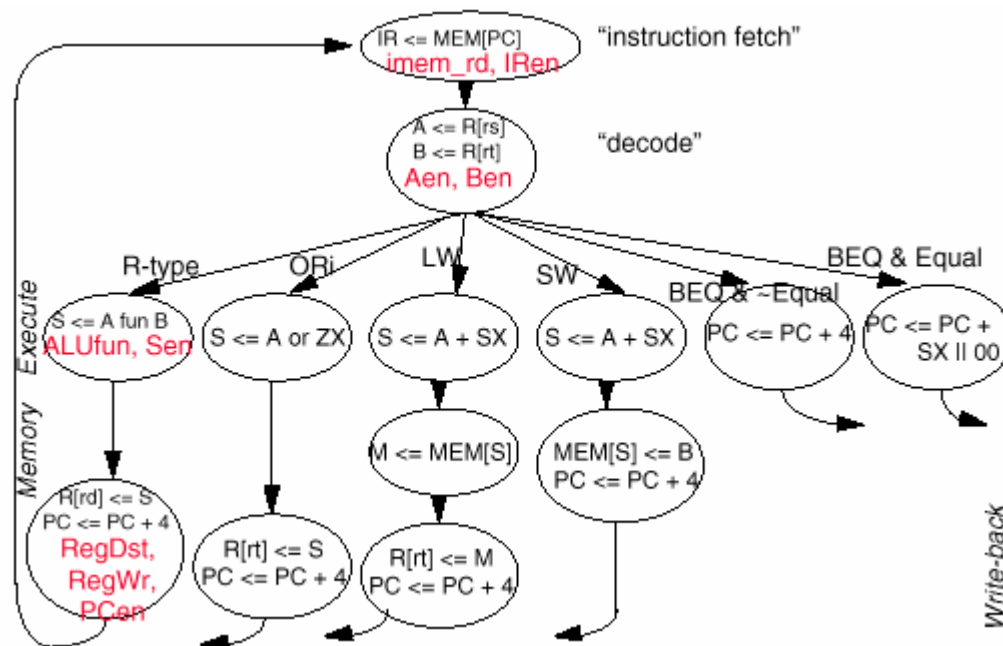 IR <= MEM[PC]
imem_rd, IRen
“instruction fetch”
A <= R[rs]
B <= R[rt]
Aen, Ben
“decode”
R-type
ORi
LW
SW
BEQ & ~Equal
BEQ & Equal
Execute
S <= A fun B
ALUfun, Sen
S <= A or ZX
S <= A + SX
S <= A + SX
PC <= PC + 4
PC <= PC +
SX || 00
Memory
M <= MEM[S]
MEM[S] <= B
PC <= PC + 4
R[rd] <= S
PC <= PC + 4
RegDst,
RegWr,
PCen
R[rt] <= S
PC <= PC + 4
R[rt] <= M
PC <= PC + 4
Write-back